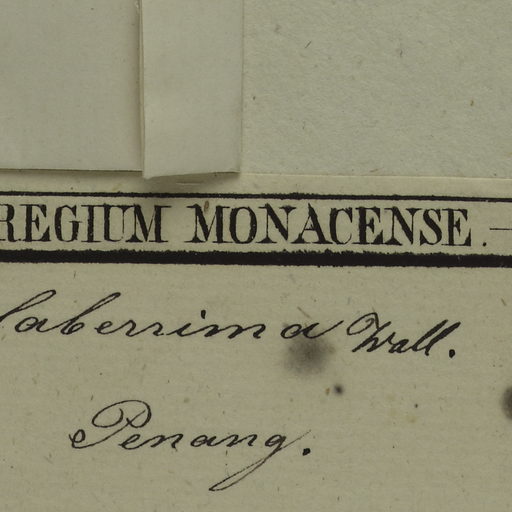 REGIUM MONACENSE.
laberrima Wall.
Penang.